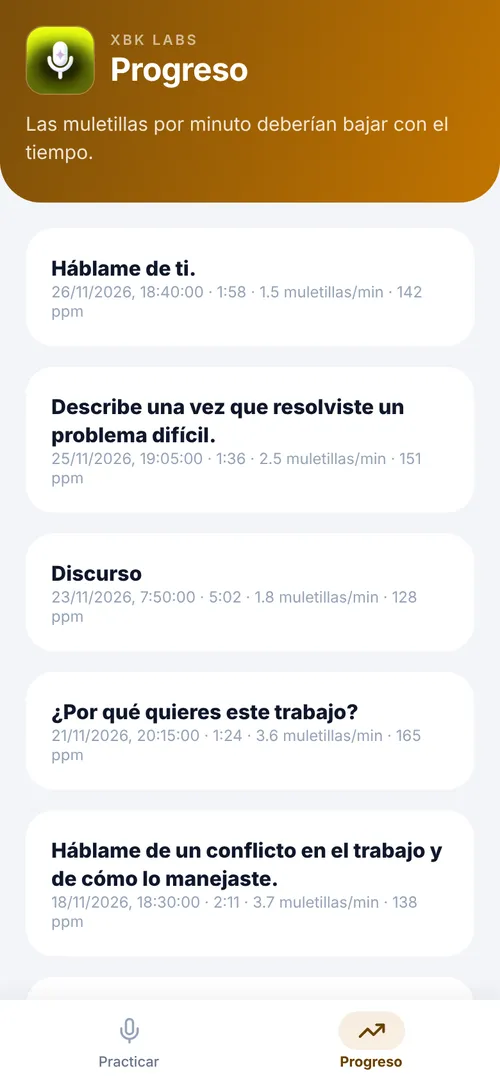 XBK LABS
Progreso
Las muletillas por minuto deberían bajar con el
tiempo.
Háblame de ti.
26/11/2026, 18:40:00 · 1:58 · 1.5 muletillas/min · 142
ppm
Describe una vez que resolviste un
problema difícil.
25/11/2026, 19:05:00 · 1:36 · 2.5 muletillas/min · 151
ppm
Discurso
23/11/2026, 7:50:00 · 5:02 · 1.8 muletillas/min · 128
ppm
¿Por qué quieres este trabajo?
21/11/2026, 20:15:00 · 1:24 · 3.6 muletillas/min · 165
ppm
Háblame de un conflicto en el trabajo y
de cómo lo manejaste.
18/11/2026, 18:30:00 · 2:11 · 3.7 muletillas/min · 138
ppm
Practicar
Progreso